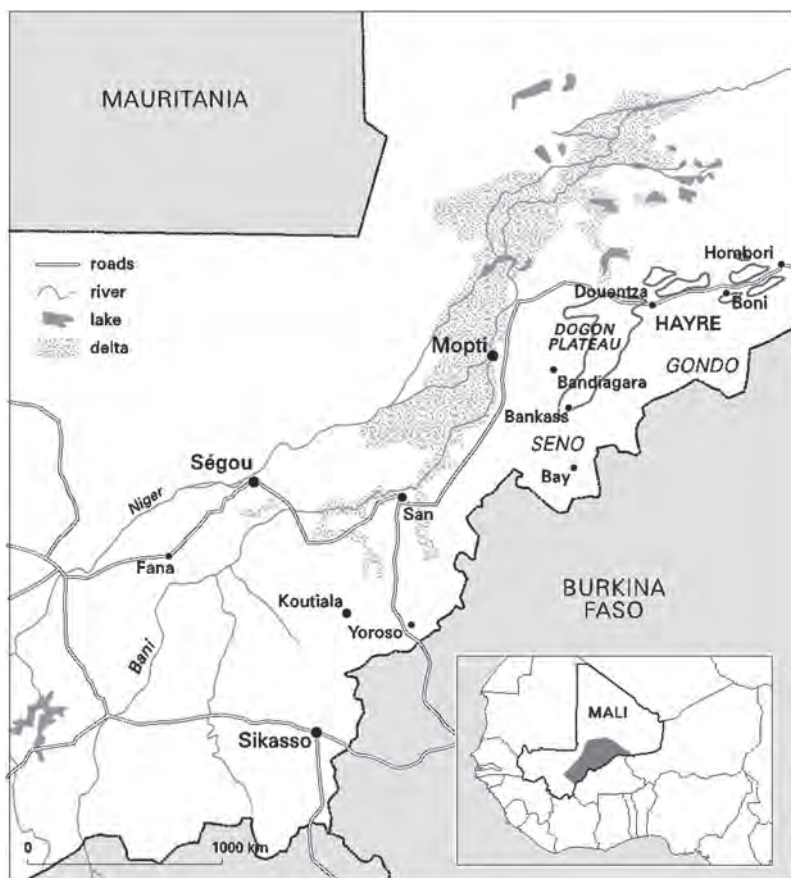 MAURITANIA
roads
river
lake
delta
Hombori
Douentza
Boni
HAYRE
DOGON
PLATEAU
Mopti
GONDO
Bandiagara
Bankass
SENO
Ségou
Bay
Niger
San
Fana
BURKINA
FASO
Koutiala
Yoroso
Bani
MALI
Sikasso
0 1000 km